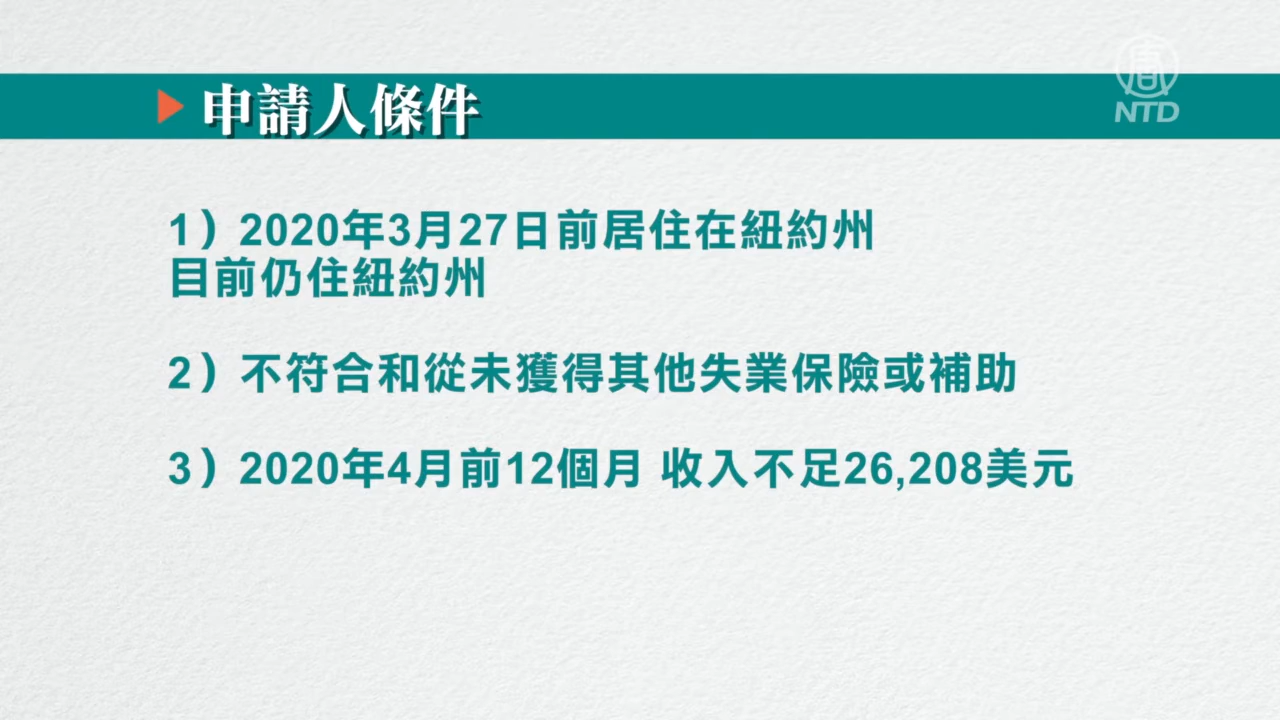 唐
NTD
申請人條件
1）2020年3月27日前居住在紐約州
目前仍住紐約州
2）不符合和從未獲得其他失業保險或補助
3）2020年4月前12個月 收入不足26,208美元